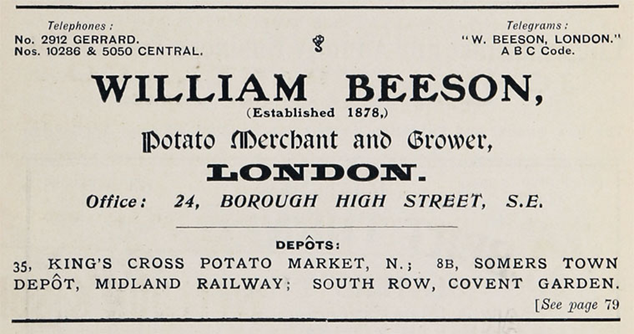 Telephones:
No. 2912 GERRARD.
Nos. 10286 & 5050 CENTRAL.
Telegrams:
"W. BEESON, LONDON."
A B C Code.
WILLIAM BEESON,
(Established 1878,)
Potato Merchant and Grower,
LONDON.
Office: 24, BOROUGH HIGH STREET, S.E.
DEPÔTS:
35, KING'S CROSS POTATO MARKET, N.; 8B, SOMERS TOWN
DEPÔT, MIDLAND RAILWAY; SOUTH ROW, COVENT GARDEN.
[See page 79